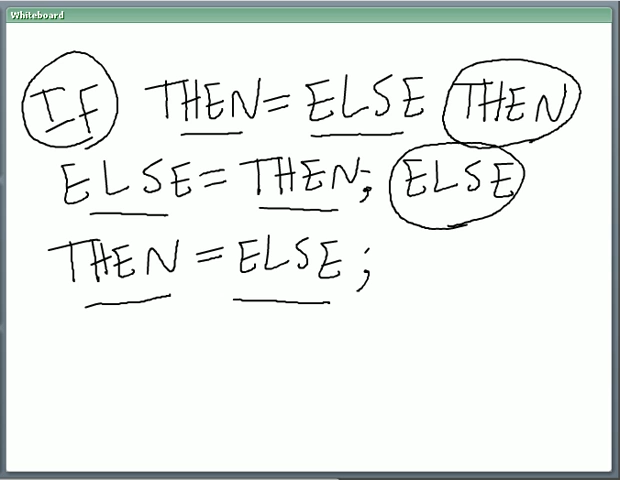 Whiteboard
IF THEN = ELSE THEN
ELSE = THEN; ELSE
THEN = ELSE;